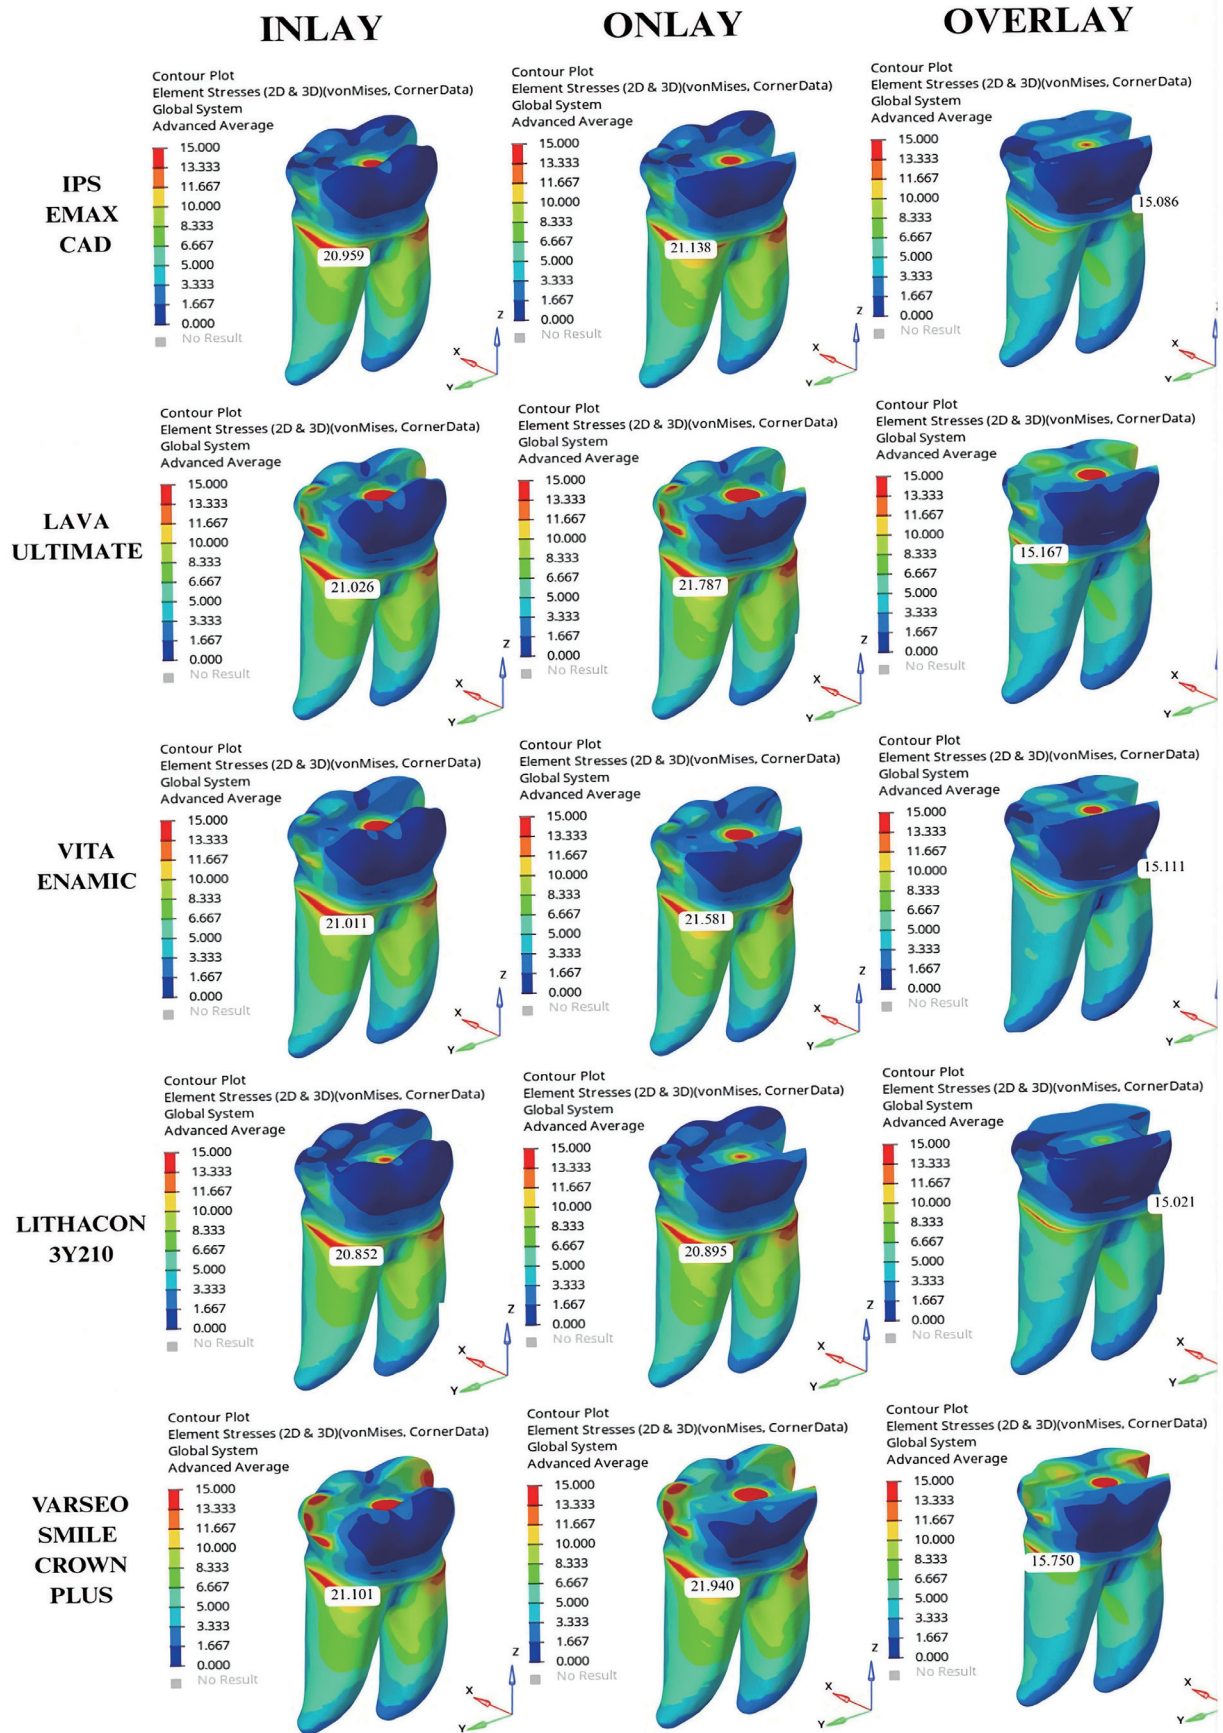 INLAY
ONLAY
OVERLAY
IPS
EMAX
CAD
Contour Plot
Element Stresses (2D & 3D)(vonMises, CornerData)
Global System
Advanced Average
15.000
13.333
11.667
10.000
8.333
6.667
5.000
3.333
1.667
0.000
No Result
20.959
Z
X
Y
Contour Plot
Element Stresses (2D & 3D)(vonMises, CornerData)
Global System
Advanced Average
15.000
13.333
11.667
10.000
8.333
6.667
5.000
3.333
1.667
0.000
No Result
21.138
Z
X
Y
Contour Plot
Element Stresses (2D & 3D)(vonMises, CornerData)
Global System
Advanced Average
15.000
13.333
11.667
10.000
8.333
6.667
5.000
3.333
1.667
0.000
No Result
15.086
X
Y
LAVA
ULTIMATE
Contour Plot
Element Stresses (2D & 3D)(vonMises, CornerData)
Global System
Advanced Average
15.000
13.333
11.667
10.000
8.333
6.667
5.000
3.333
1.667
0.000
No Result
21.026
Z
X
Y
Contour Plot
Element Stresses (2D & 3D)(vonMises, CornerData)
Global System
Advanced Average
15.000
13.333
11.667
10.000
8.333
6.667
5.000
3.333
1.667
0.000
No Result
21.787
Z
X
Y
Contour Plot
Element Stresses (2D & 3D)(vonMises, CornerData)
Global System
Advanced Average
15.000
13.333
11.667
10.000
8.333
6.667
5.000
3.333
1.667
0.000
No Result
15.167
X
Y
VITA
ENAMIC
Contour Plot
Element Stresses (2D & 3D)(vonMises, CornerData)
Global System
Advanced Average
15.000
13.333
11.667
10.000
8.333
6.667
5.000
3.333
1.667
0.000
No Result
21.011
Z
X
Y
Contour Plot
Element Stresses (2D & 3D)(vonMises, CornerData)
Global System
Advanced Average
15.000
13.333
11.667
10.000
8.333
6.667
5.000
3.333
1.667
0.000
No Result
21.581
Z
X
Y
Contour Plot
Element Stresses (2D & 3D)(vonMises, CornerData)
Global System
Advanced Average
15.000
13.333
11.667
10.000
8.333
6.667
5.000
3.333
1.667
0.000
No Result
15.111
X
Y
LITHACON
3Y210
Contour Plot
Element Stresses (2D & 3D)(vonMises, CornerData)
Global System
Advanced Average
15.000
13.333
11.667
10.000
8.333
6.667
5.000
3.333
1.667
0.000
No Result
20.852
Z
X
Y
Contour Plot
Element Stresses (2D & 3D)(vonMises, CornerData)
Global System
Advanced Average
15.000
13.333
11.667
10.000
8.333
6.667
5.000
3.333
1.667
0.000
No Result
20.895
Z
X
Y
Contour Plot
Element Stresses (2D & 3D)(vonMises, CornerData)
Global System
Advanced Average
15.000
13.333
11.667
10.000
8.333
6.667
5.000
3.333
1.667
0.000
No Result
15.021
X
Y
VARSEO
SMILE
CROWN
PLUS
Contour Plot
Element Stresses (2D & 3D)(vonMises, CornerData)
Global System
Advanced Average
15.000
13.333
11.667
10.000
8.333
6.667
5.000
3.333
1.667
0.000
No Result
21.101
Z
X
Y
Contour Plot
Element Stresses (2D & 3D)(vonMises, CornerData)
Global System
Advanced Average
15.000
13.333
11.667
10.000
8.333
6.667
5.000
3.333
1.667
0.000
No Result
21.940
Z
X
Y
Contour Plot
Element Stresses (2D & 3D)(vonMises, CornerData)
Global System
Advanced Average
15.000
13.333
11.667
10.000
8.333
6.667
5.000
3.333
1.667
0.000
No Result
15.750
X
Y